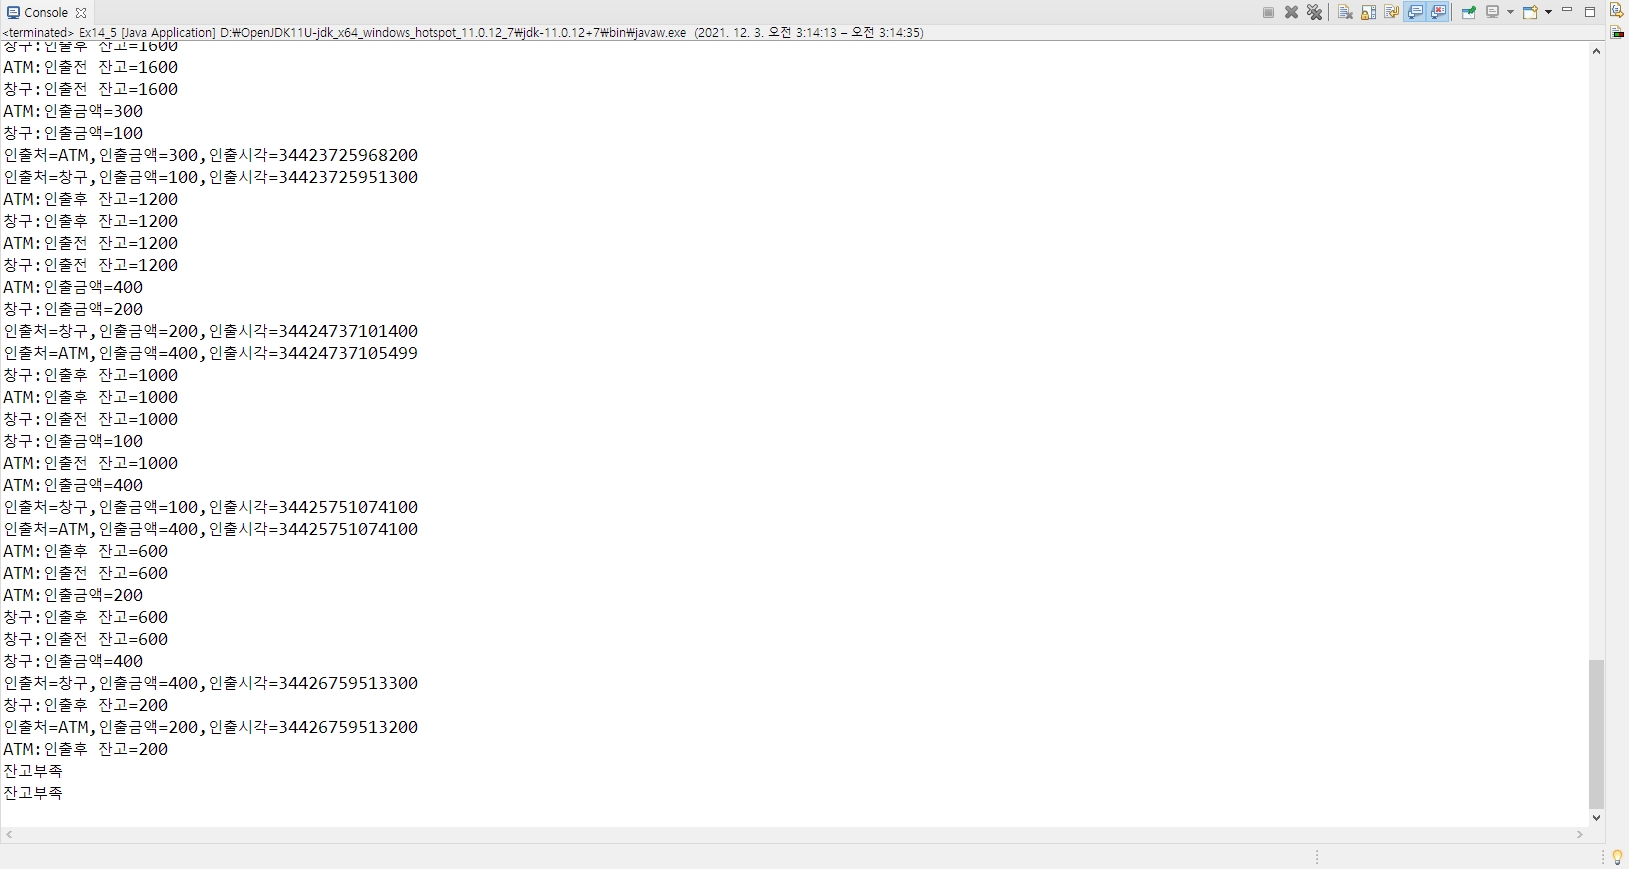 Console
<terminated> Ex14_5 [Java Application] D:₩OpenJDK11U-jdk_x64_windows_hotspot_11.0.12_7₩jdk-11.0.12+7₩bin₩javaw.exe (2021. 12. 3. 오전 3:14:13 – 오전 3:14:35)
창구:인출후 잔고=1600
ATM:인출전 잔고=1600
창구:인출전 잔고=1600
ATM:인출금액=300
창구:인출금액=100
인출처=ATM,인출금액=300,인출시각=34423725968200
인출처=창구,인출금액=100,인출시각=34423725951300
ATM:인출후 잔고=1200
창구:인출후 잔고=1200
ATM:인출전 잔고=1200
창구:인출전 잔고=1200
ATM:인출금액=400
창구:인출금액=200
인출처=창구,인출금액=200,인출시각=34424737101400
인출처=ATM,인출금액=400,인출시각=34424737105499
창구:인출후 잔고=1000
ATM:인출후 잔고=1000
창구:인출전 잔고=1000
창구:인출금액=100
ATM:인출전 잔고=1000
ATM:인출금액=400
인출처=창구,인출금액=100,인출시각=34425751074100
인출처=ATM,인출금액=400,인출시각=34425751074100
ATM:인출후 잔고=600
ATM:인출전 잔고=600
ATM:인출금액=200
창구:인출후 잔고=600
창구:인출전 잔고=600
창구:인출금액=400
인출처=창구,인출금액=400,인출시각=34426759513300
창구:인출후 잔고=200
인출처=ATM,인출금액=200,인출시각=34426759513200
ATM:인출후 잔고=200
잔고부족
잔고부족